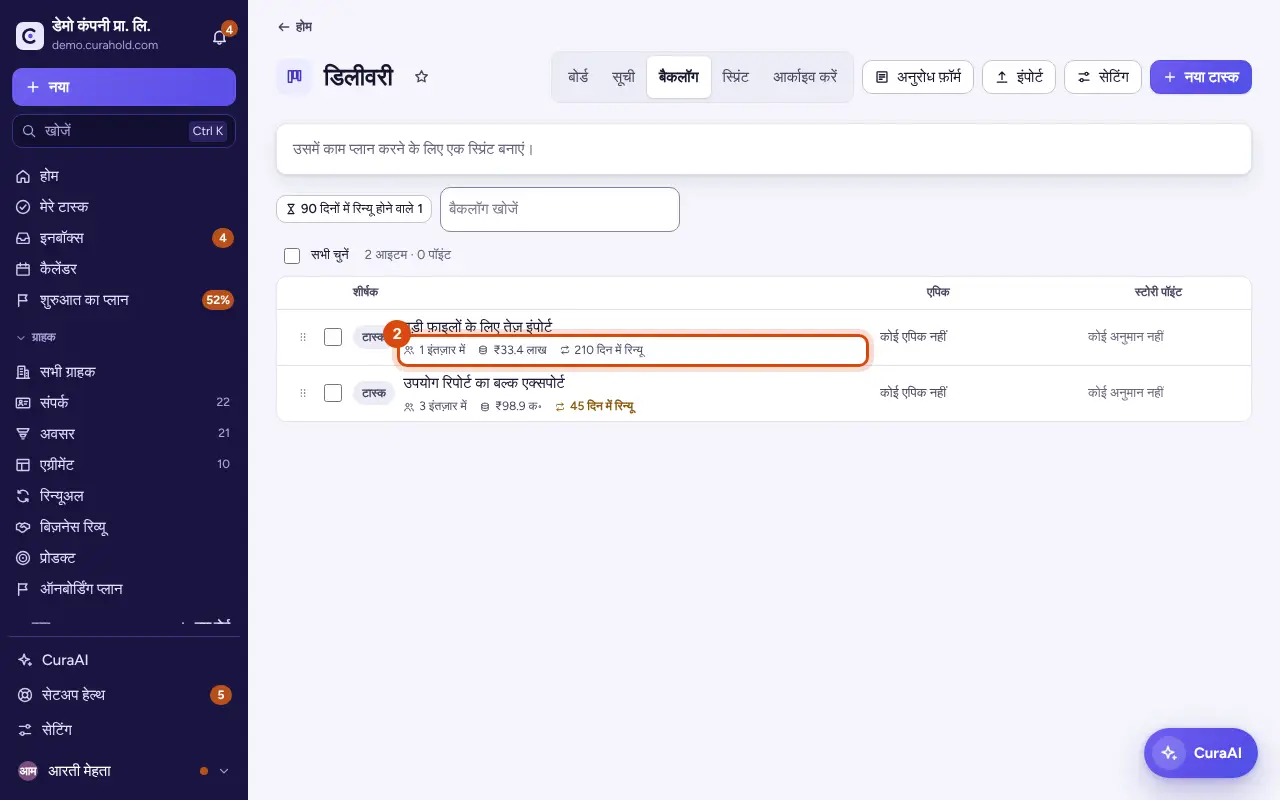 डेमो कंपनी प्रा. लि.
demo.curahold.com
4
नया
खोजें
Ctrl K
होम
मेरे टास्क
इनबॉक्स 4
कैलेंडर
शुरुआत का प्लान 52%
ग्राहक
सभी ग्राहक
संपर्क 22
अवसर 21
एग्रीमेंट 10
रिन्यूअल
बिज़नेस रिव्यू
प्रोडक्ट
ऑनबोर्डिंग प्लान
CuraAI
सेटअप हेल्थ 5
सेटिंग
आम आरती मेहता
होम
डिलीवरी
बोर्ड सूची बैकलॉग स्प्रिंट आर्काइव करें
अनुरोध फ़ॉर्म
इंपोर्ट
सेटिंग
नया टास्क
उसमें काम प्लान करने के लिए एक स्प्रिंट बनाएं।
90 दिनों में रिन्यू होने वाले 1
बैकलॉग खोजें
सभी चुनें 2 आइटम · 0 पॉइंट
शीर्षक एपिक स्टोरी पॉइंट
2
फ़ाइलों के लिए तेज़ इंपोर्ट
1 इंतज़ार में ₹33.4 लाख 210 दिन में रिन्यू
कोई एपिक नहीं कोई अनुमान नहीं
टास्क उपयोग रिपोर्ट का बल्क एक्सपोर्ट
3 इंतज़ार में ₹98.9 क॰ 45 दिन में रिन्यू
कोई एपिक नहीं कोई अनुमान नहीं
CuraAI